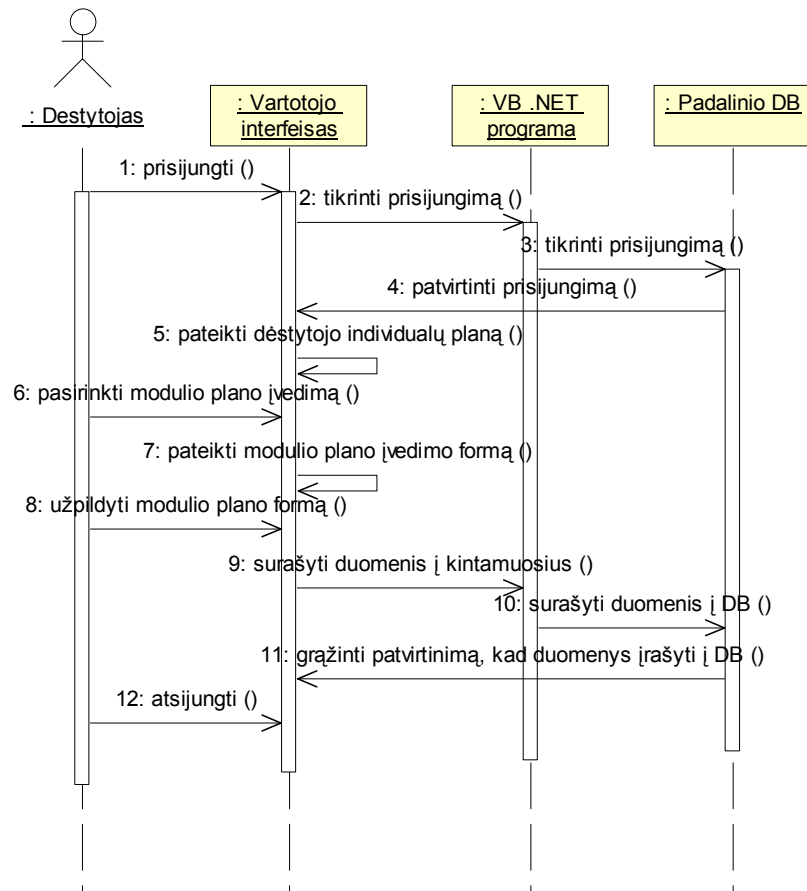 : Destytojas
: Vartotojo
interfeisas
: VB .NET
programa
: Padalinio DB
1: prisijungti ()
2: tikrinti prisijungimą ()
3: tikrinti prisijungimą ()
4: patvirtinti prisijungimą ()
5: pateikti dėstytojo individualų planą ()
6: pasirinkti modulio plano įvedimą ()
7: pateikti modulio plano įvedimo formą ()
8: užpildyti modulio plano formą ()
9: surašyti duomenis į kintamuosius ()
10: surašyti duomenis į DB ()
11: grąžinti patvirtinimą, kad duomenys įrašyti į DB ()
12: atsijungti ()